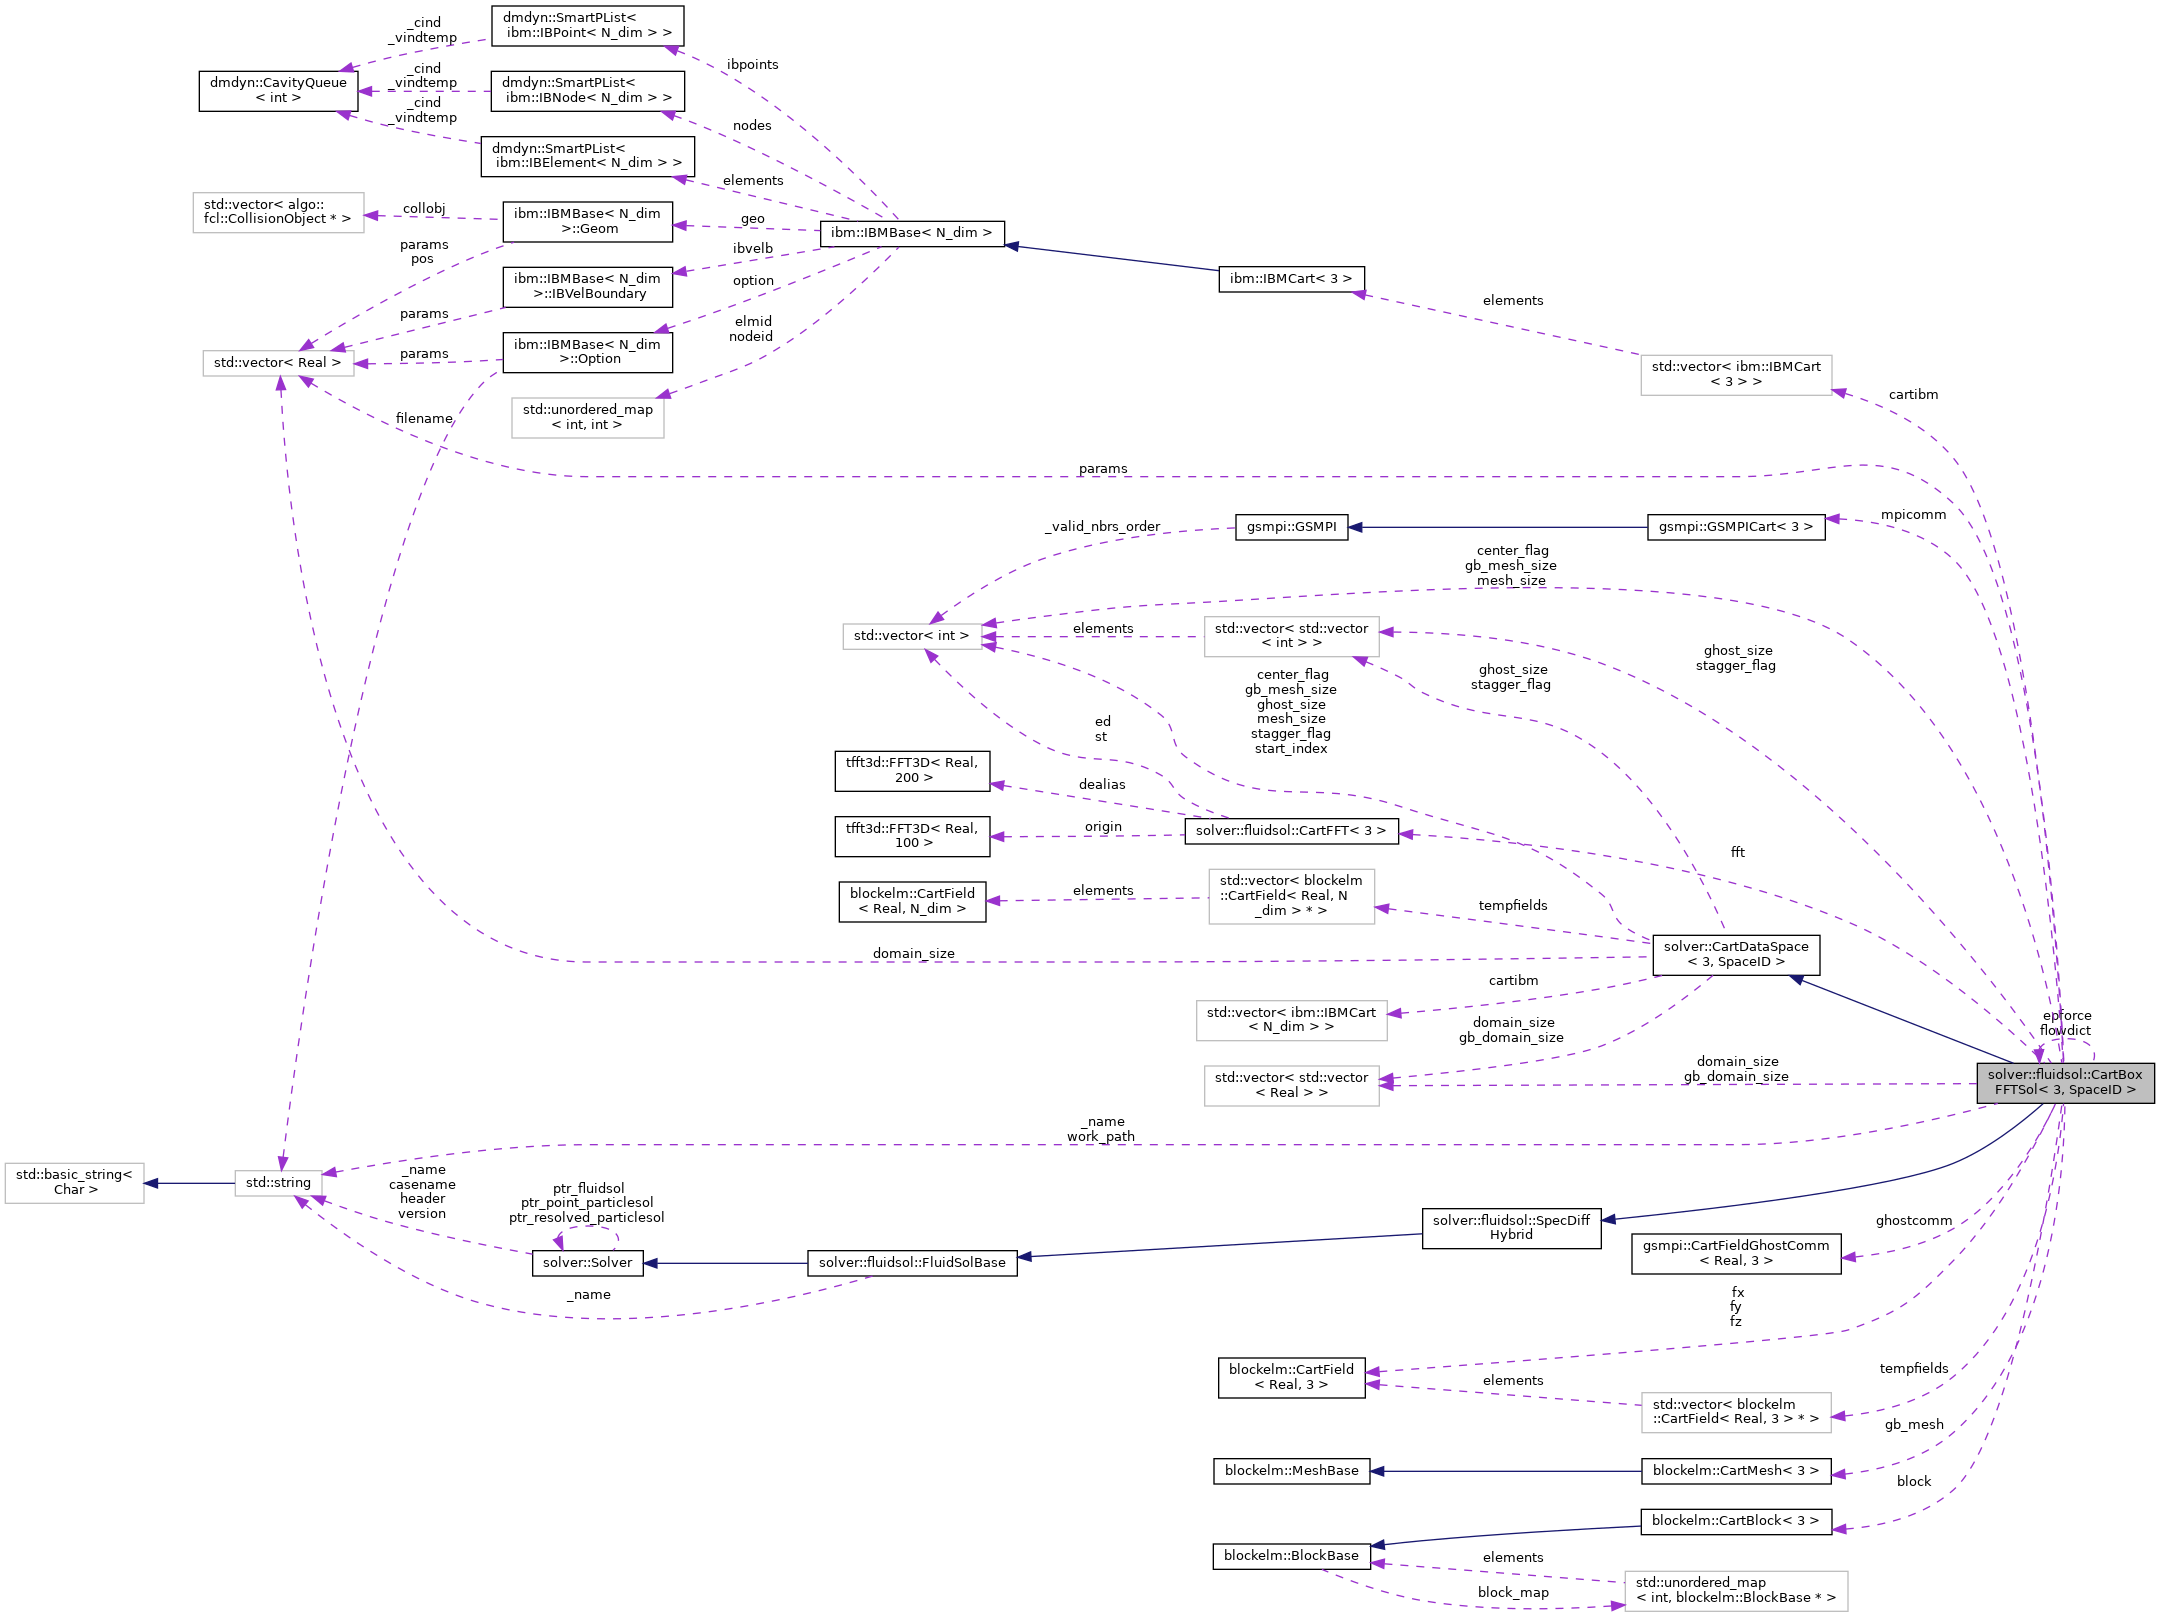 _cind
_vindtemp
dmdyn::SmartPList<
ibm::IBPoint< N_dim > >
ibpoints
dmdyn::CavityQueue
< int >
_cind
_vindtemp
dmdyn::SmartPList<
ibm::IBNode< N_dim > >
nodes
_cind
_vindtemp
dmdyn::SmartPList<
ibm::IBElement< N_dim > >
elements
std::vector< algo::
fcl::CollisionObject * >
collobj
ibm::IBMBase< N_dim
>::Geom
geo
ibm::IBMBase< N_dim >
params
pos
ibvelb
ibm::IBMBase< N_dim
>::IBVelBoundary
option
ibm::IBMCart< 3 >
elements
params
elmid
nodeid
std::vector< Real >
params
ibm::IBMBase< N_dim
>::Option
std::vector< ibm::IBMCart
< 3 > >
cartibm
filename
std::unordered_map
< int, int >
params
_valid_nbrs_order
gsmpi::GSMPI
gsmpi::GSMPICart< 3 >
mpicomm
center_flag
gb_mesh_size
mesh_size
std::vector< int >
elements
std::vector< std::vector
< int > >
ghost_size
stagger_flag
ghost_size
stagger_flag
center_flag
gb_mesh_size
ghost_size
mesh_size
stagger_flag
start_index
ed
st
tfft3d::FFT3D< Real,
200 >
dealias
tfft3d::FFT3D< Real,
100 >
origin
solver::fluidsol::CartFFT< 3 >
fft
blockelm::CartField
< Real, N_dim >
elements
std::vector< blockelm
::CartField< Real, N
_dim > * >
tempfields
solver::CartDataSpace
< 3, SpaceID >
domain_size
cartibm
std::vector< ibm::IBMCart
< N_dim > >
domain_size
gb_domain_size
epforce
flowdict
std::vector< std::vector
< Real > >
domain_size
gb_domain_size
solver::fluidsol::CartBox
FFTSol< 3, SpaceID >
_name
work_path
std::basic_string<
Char >
std::string
_name
casename
header
version
ptr_fluidsol
ptr_point_particlesol
ptr_resolved_particlesol
solver::Solver
solver::fluidsol::FluidSolBase
_name
solver::fluidsol::SpecDiff
Hybrid
ghostcomm
gsmpi::CartFieldGhostComm
< Real, 3 >
fx
fy
fz
blockelm::CartField
< Real, 3 >
elements
tempfields
std::vector< blockelm
::CartField< Real, 3 > * >
gb_mesh
blockelm::MeshBase
blockelm::CartMesh< 3 >
block
blockelm::CartBlock< 3 >
blockelm::BlockBase
elements
block_map
std::unordered_map
< int, blockelm::BlockBase * >